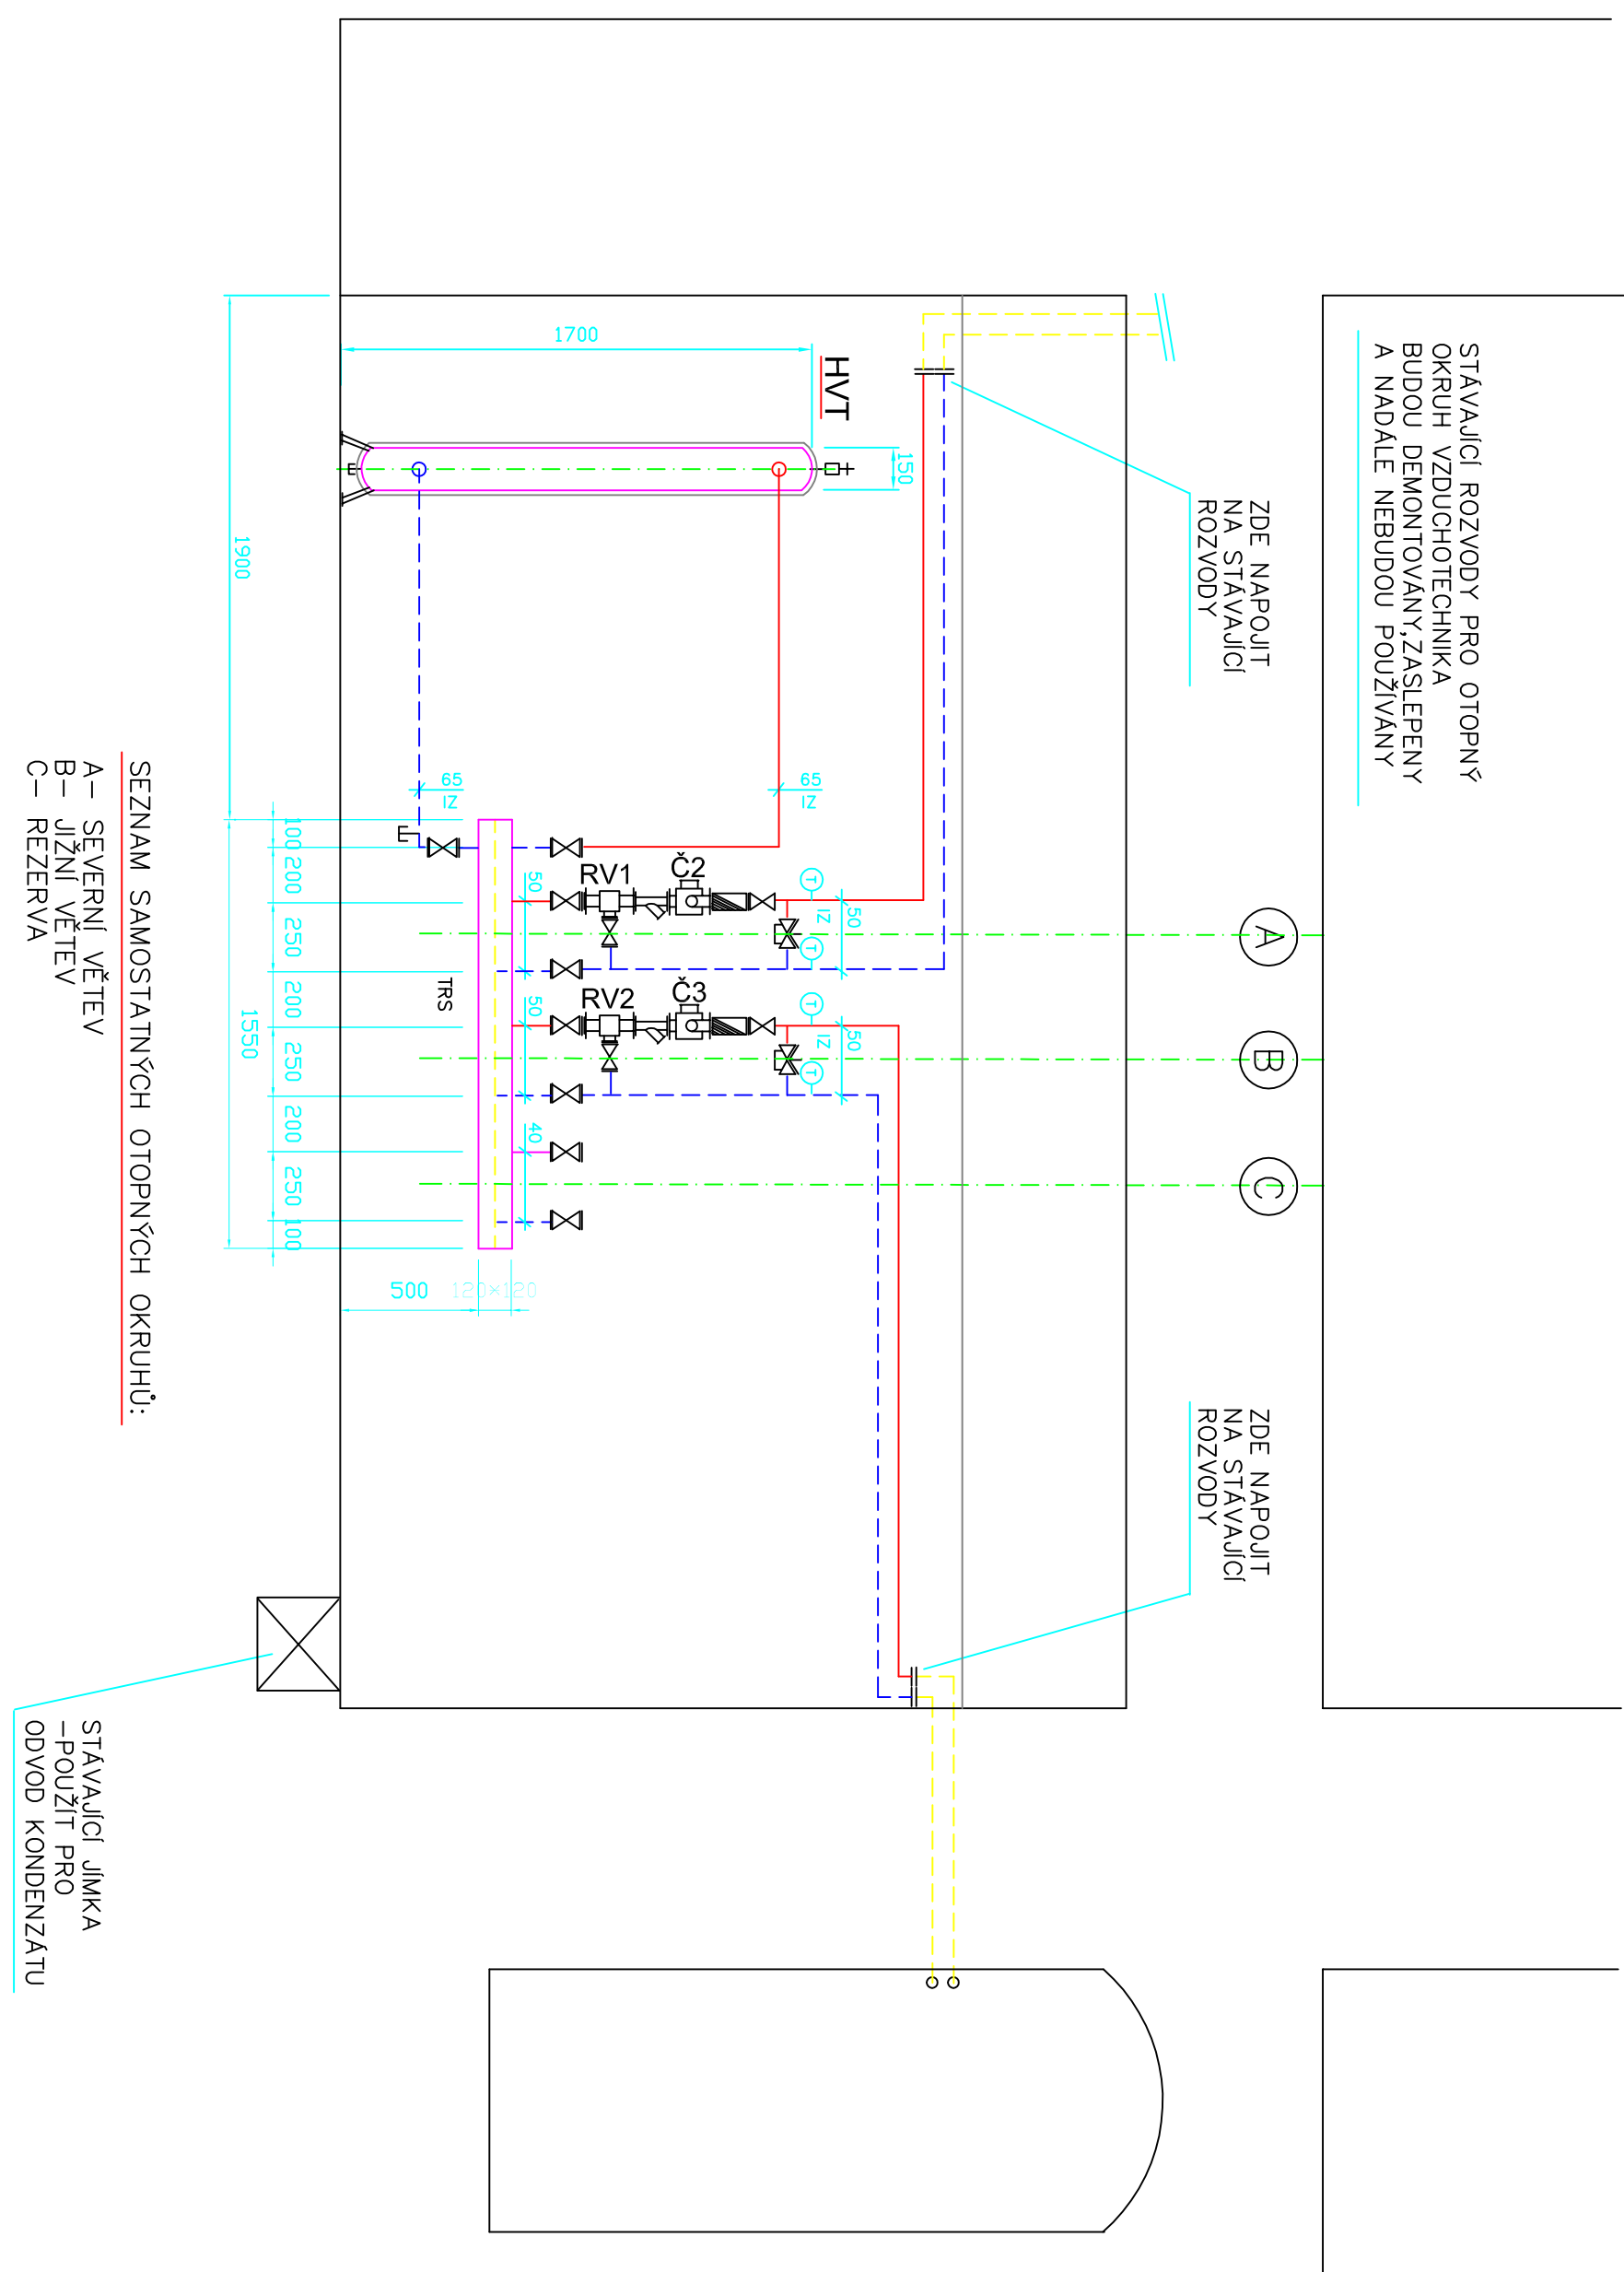 STÁVAJÍCÍ ROZVODY PRO OTOPNÝ
OKRUH VZDUCHOTECHNIKA
BUDOU DEMONTOVÁNY,ZASLEPENY
A NADÁLE NEBUDOU POUŽÍVÁNY
ZDE NAPOJIT
NA STÁVAJÍCÍ
ROZVODY
A
B
C
ZDE NAPOJIT
NA STÁVAJÍCÍ
ROZVODY
HVT
1700
150
1900
65
IZ
65
IZ
T
IZ
T
50
Č2
RV1
50
T
IZ
T
50
Č3
RV2
50
40
TRS
100
200
250
200
250
200
250
100
1550
500
120×120
SEZNAM SAMOSTATNÝCH OTOPNÝCH OKRUHŮ:
A– SEVERNÍ VĚTEV
B– JIŽNÍ VĚTEV
C– REZERVA
STÁVAJÍCÍ JÍMKA
–POUŽÍT PRO
ODVOD KONDENZÁTU